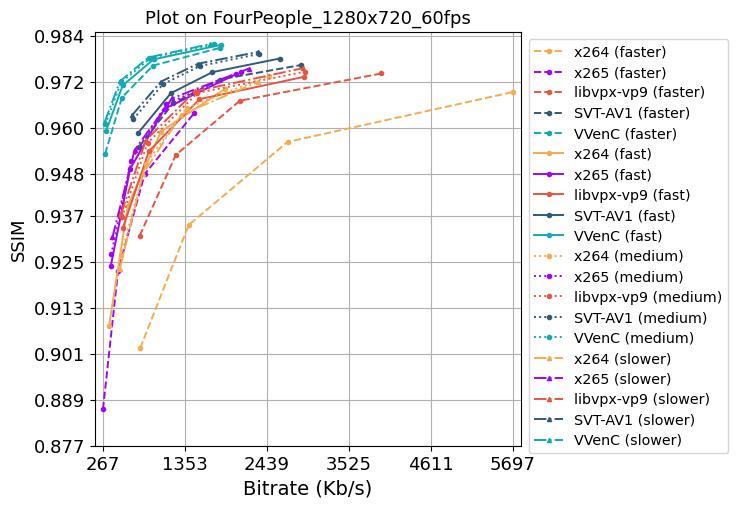 Plot on FourPeople_1280x720_60fps
SSIM
0.984
0.972
0.960
0.948
0.937
0.925
0.913
0.901
0.889
0.877
267
1353
2439
3525
4611
5697
Bitrate (Kb/s)
x264 (faster)
x265 (faster)
libvpx-vp9 (faster)
SVT-AV1 (faster)
VVenC (faster)
x264 (fast)
x265 (fast)
libvpx-vp9 (fast)
SVT-AV1 (fast)
VVenC (fast)
x264 (medium)
x265 (medium)
libvpx-vp9 (medium)
SVT-AV1 (medium)
VVenC (medium)
x264 (slower)
x265 (slower)
libvpx-vp9 (slower)
SVT-AV1 (slower)
VVenC (slower)